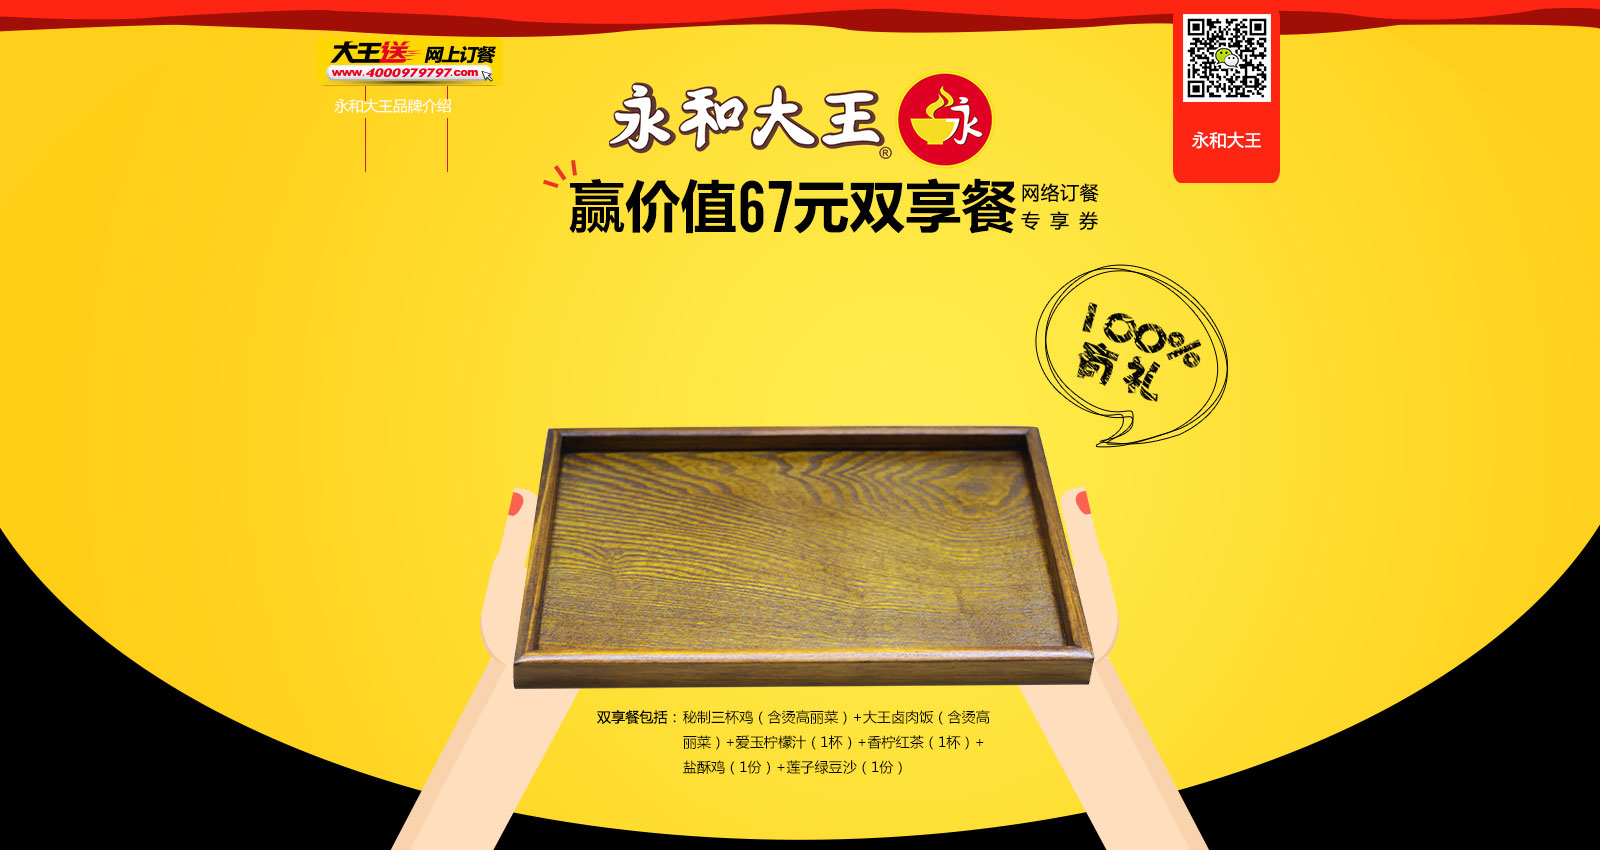 大王送 网上订餐
www.4000979797.com
永和大王品牌介绍
永和大王
永和大王®
永
赢价值67元双享餐
网络订餐
专享券
100%
有礼
双享餐包括：秘制三杯鸡（含烫高丽菜）+大王卤肉饭（含烫高
丽菜）+爱玉柠檬汁（1杯）+香柠红茶（1杯）+
盐酥鸡（1份）+莲子绿豆沙（1份）